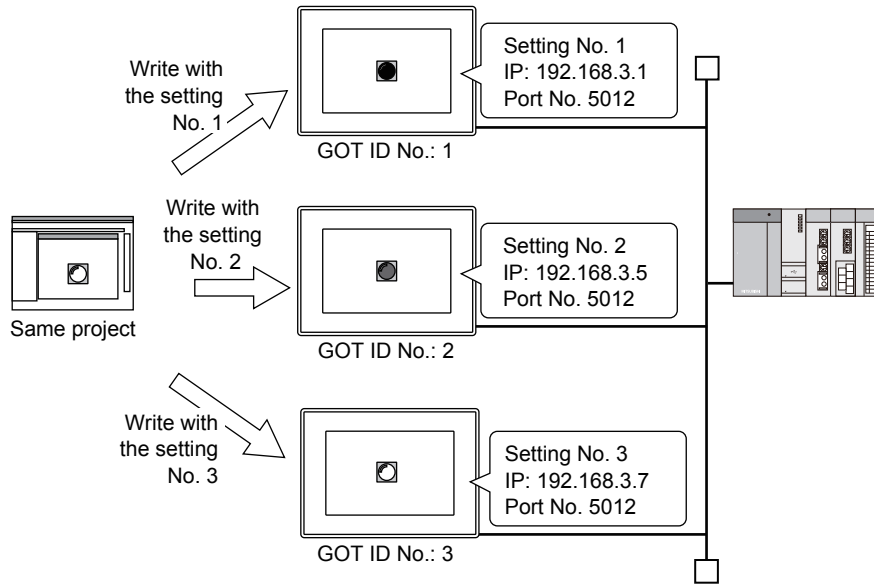 Write with
the setting
No. 1
Setting No. 1
IP: 192.168.3.1
Port No. 5012
GOT ID No.: 1
Same project
Write with
the setting
No. 2
Setting No. 2
IP: 192.168.3.5
Port No. 5012
GOT ID No.: 2
Write with
the setting
No. 3
Setting No. 3
IP: 192.168.3.7
Port No. 5012
GOT ID No.: 3